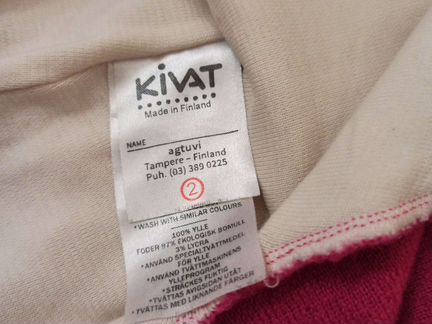 KiVAT
Made in Finland
NAME
agtuvi
Tampere – Finland
Puh. (03) 389 0225
2
*WASH WITH SIMILAR COLOURS
100% YLLE
FODER 97% EKOLOGISK BOMULL
3% LYCRA
*ANVÄND SPECIALTVÄTTMEDEL
FÖR YLLE
*ANVÄND TVÄTTMASKINENS
YLLEPROGRAM
*STRÄCKES FUKTIG
*TVÄTTAS AVIGSIDAN UTÅT
*TVÄTTAS MED LIKNANDE FÄRGER